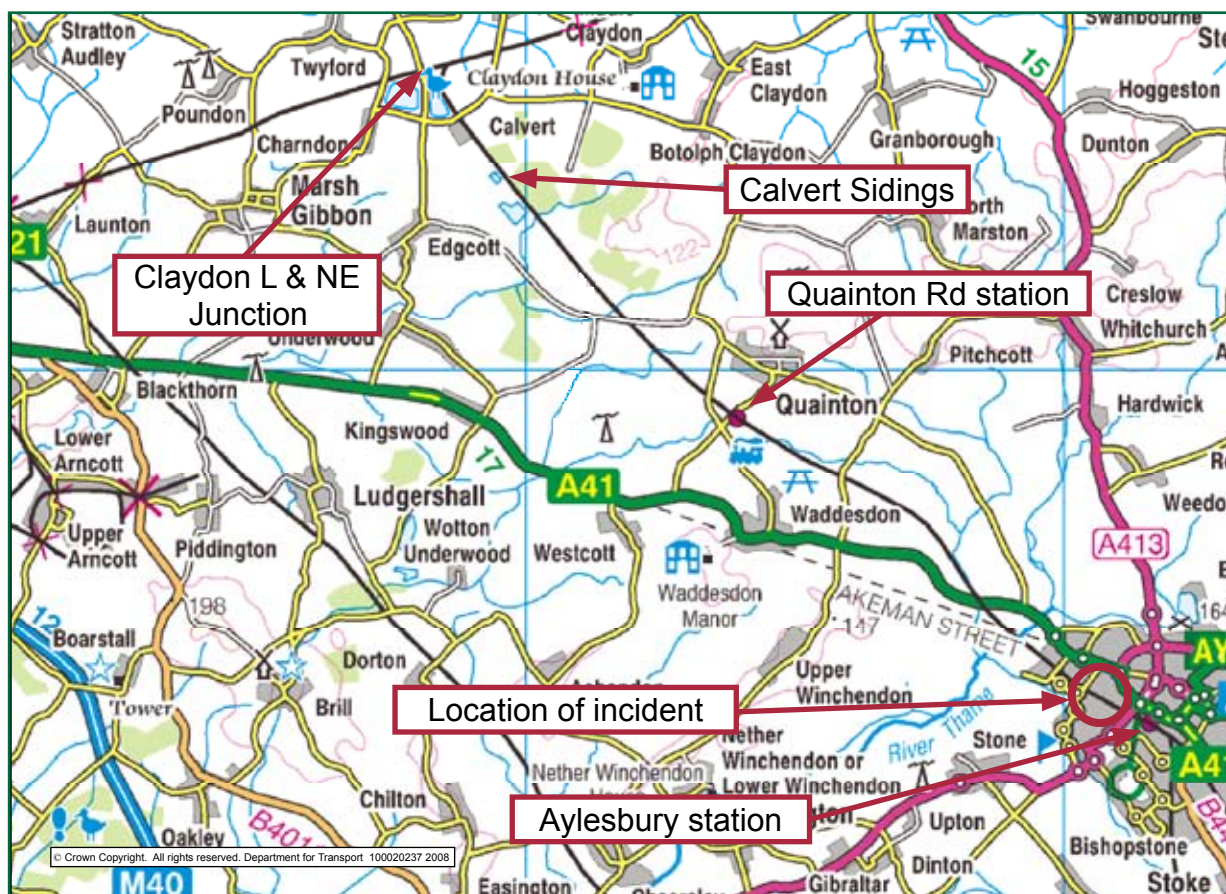 Stratton
Audley
Twyford
Claydon
Swanbourne
15
Claydon House
East
Claydon
Hoggeston
Poundon
Charndon
Calvert
Botolph Claydon
Granborough
Dunton
Marsh
Gibbon
Calvert Sidings
Launton
21
Edgcott
122
Marston
Claydon L & NE
Junction
Quainton Rd station
Creslow
Whitchurch
Underwood
Pitchcott
Blackthorn
Quainton
Hardwick
Kingswood
17
Lower
Arncott
A41
Ludgershall
Waddesdon
Upper
Arncott
Piddington
Wotton
Underwood
Westcott
A413
198
Waddesdon
Manor
AKEMAN STREET
147
164
12
Boarstall
Tower
Dorton
Brill
Upper
Winchendon
Location of incident
River Thame
Stone
Nether
Winchendon or
Lower Winchendon
Nether Winchendon
Chilton
Aylesbury station
Upton
Oakley
Bishopstone
© Crown Copyright. All rights reserved. Department for Transport 100020237 2008
M40
Easington
Dinton
Gibraltar
Stoke